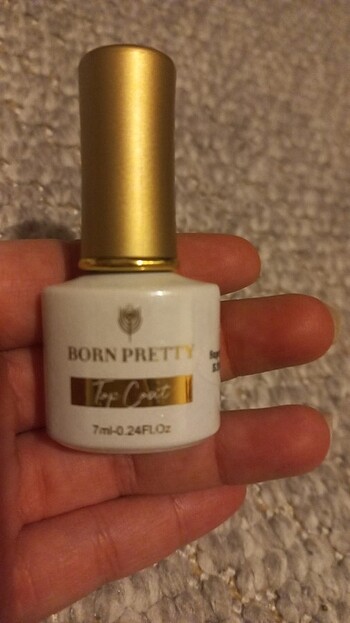 BORN PRETTY
Top Coat
7ml-0.24FL.Oz